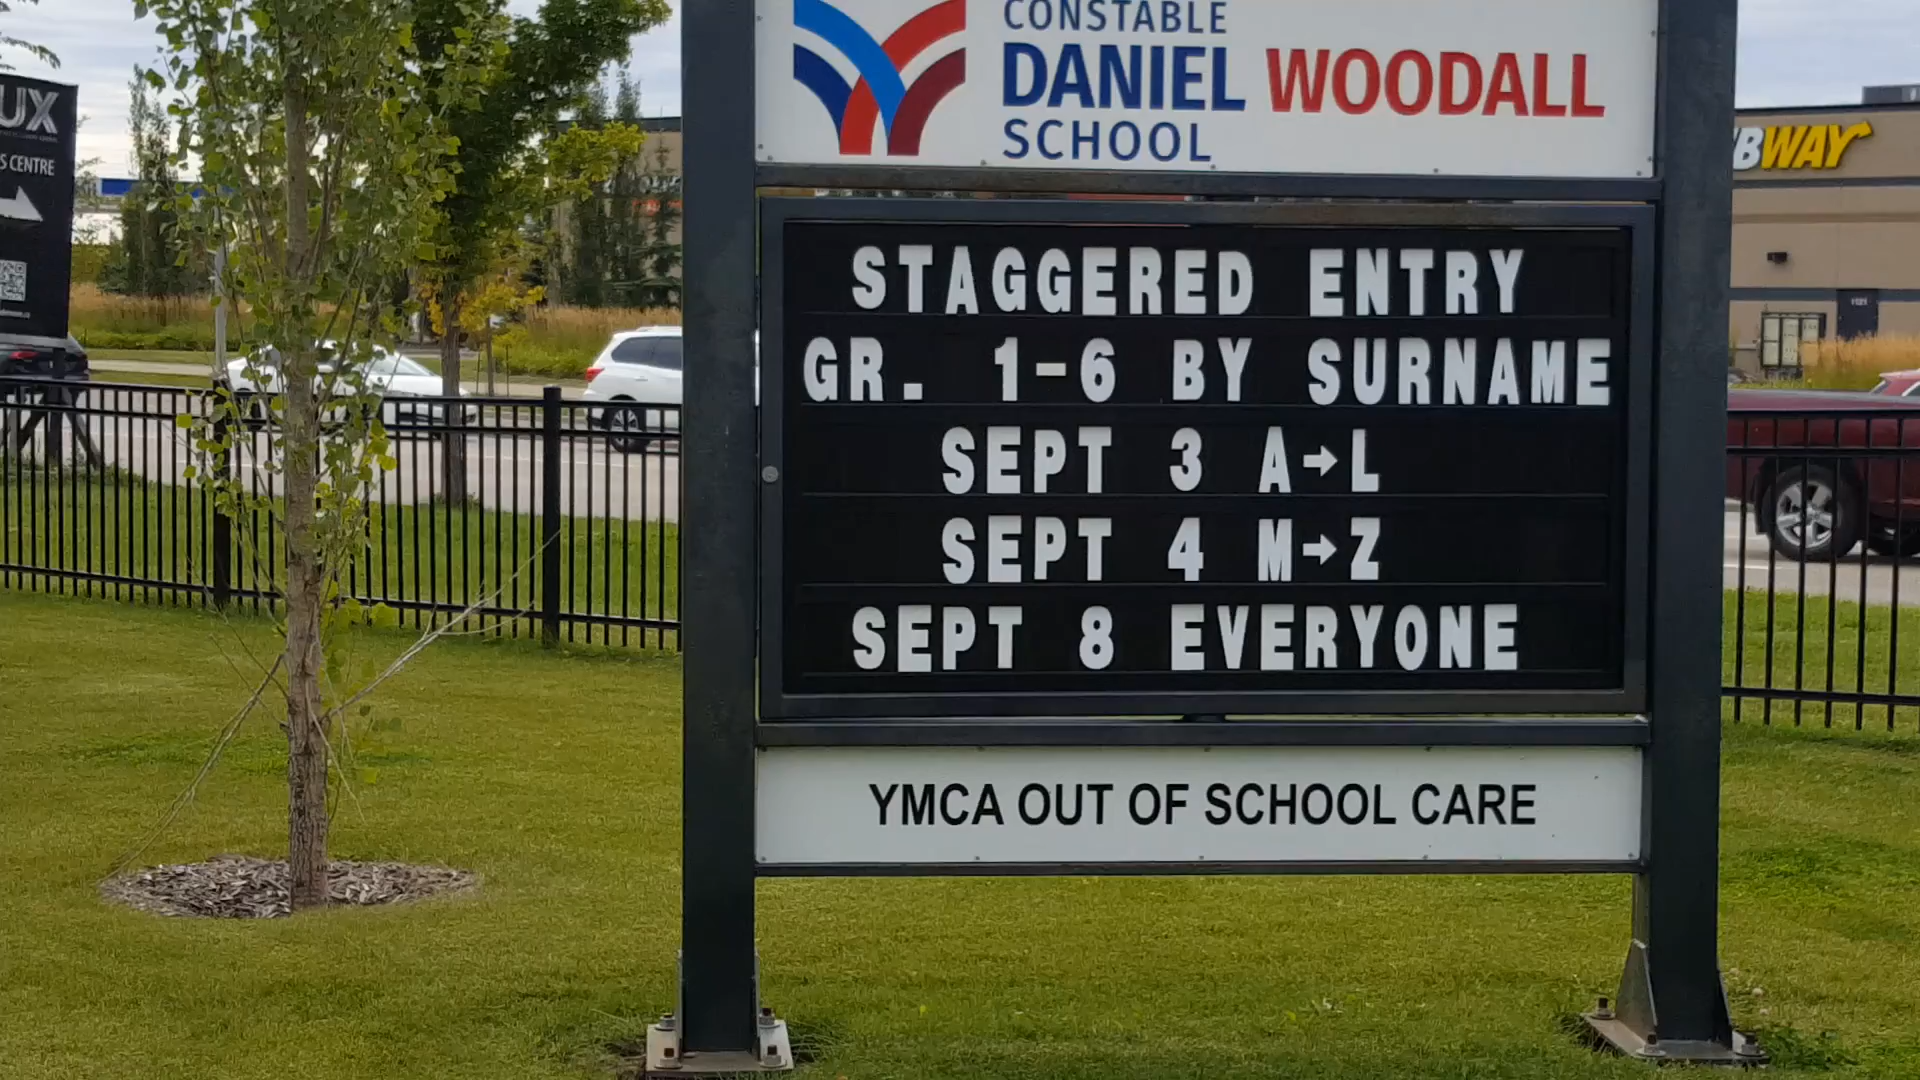 UX
S CENTRE
CONSTABLE
DANIEL WOODALL
SCHOOL
BWAY
STAGGERED ENTRY
GR. 1-6 BY SURNAME
SEPT 3 A→L
SEPT 4 M→Z
SEPT 8 EVERYONE
YMCA OUT OF SCHOOL CARE